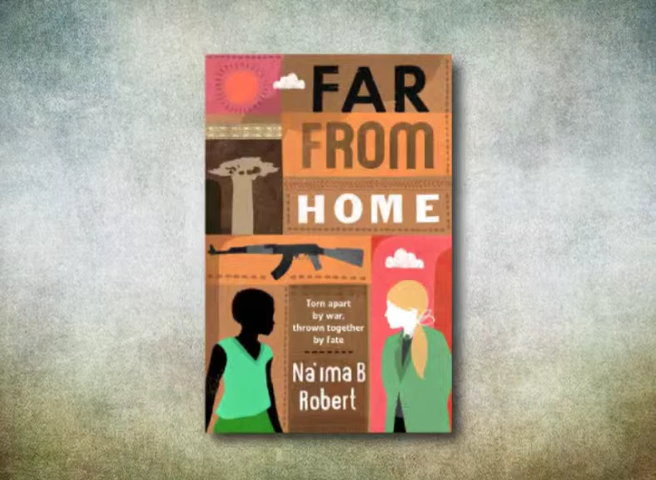 FAR
FROM
HOME
Torn apart
by war,
thrown together
by fate
Na'ima B
Robert